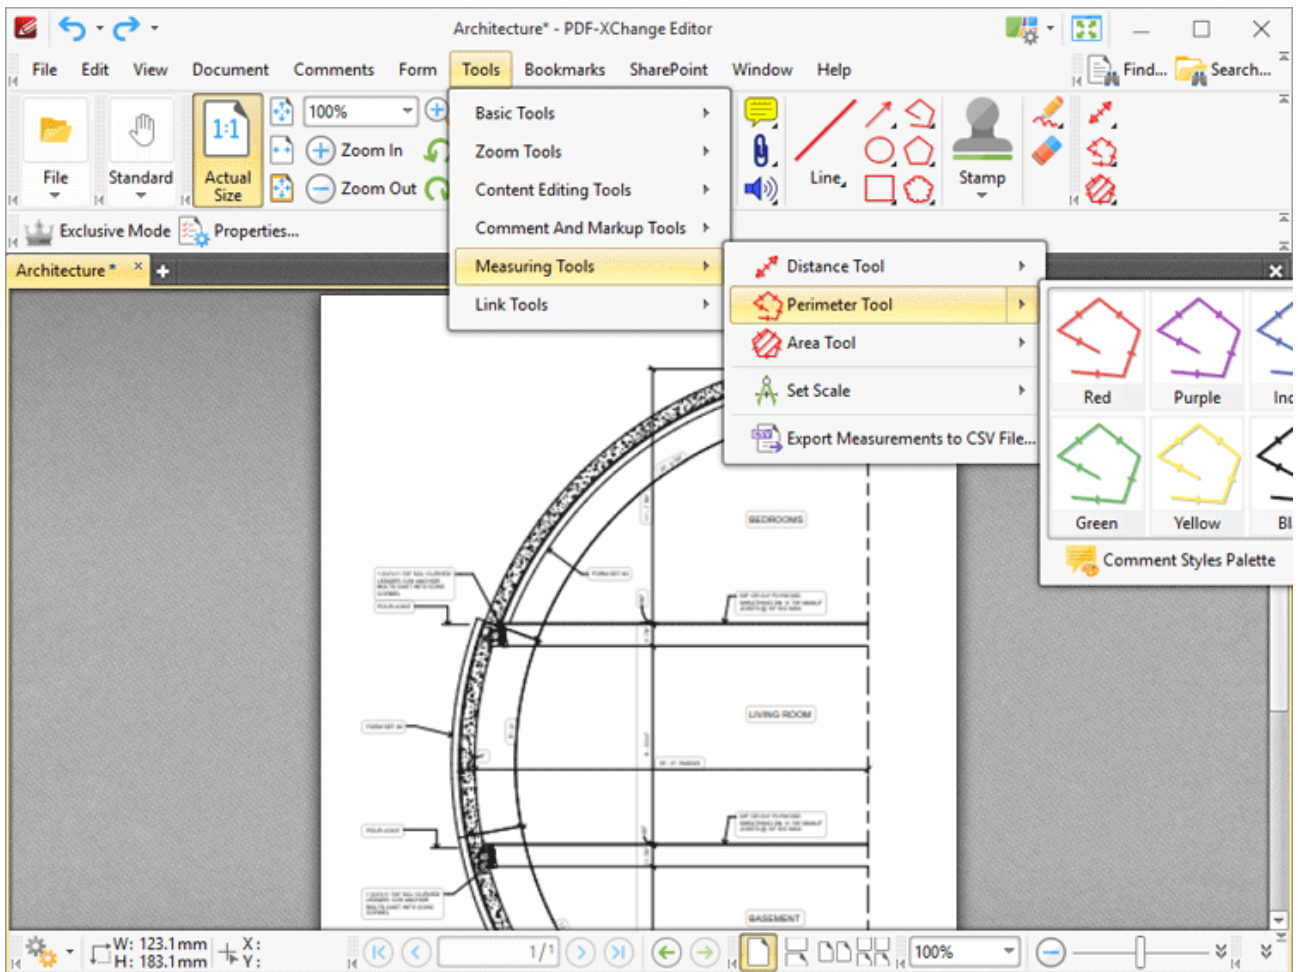 Architecture* - PDF-XChange Editor
File Edit View Document Comments Form Tools Bookmarks SharePoint Window Help Find... Search...
1:1 100%
Zoom In
Zoom Out
File Standard Actual Size Line Stamp
Exclusive Mode Properties...
Architecture *
Basic Tools
Zoom Tools
Content Editing Tools
Comment And Markup Tools
Measuring Tools
Link Tools
Distance Tool
Perimeter Tool
Area Tool
Set Scale
CSV Export Measurements to CSV File...
Red Purple
Green Yellow
Comment Styles Palette
BEDROOMS
LIVING ROOM
BASEMENT
W: 123.1mm X:
H: 183.1mm Y:
1/1 100%